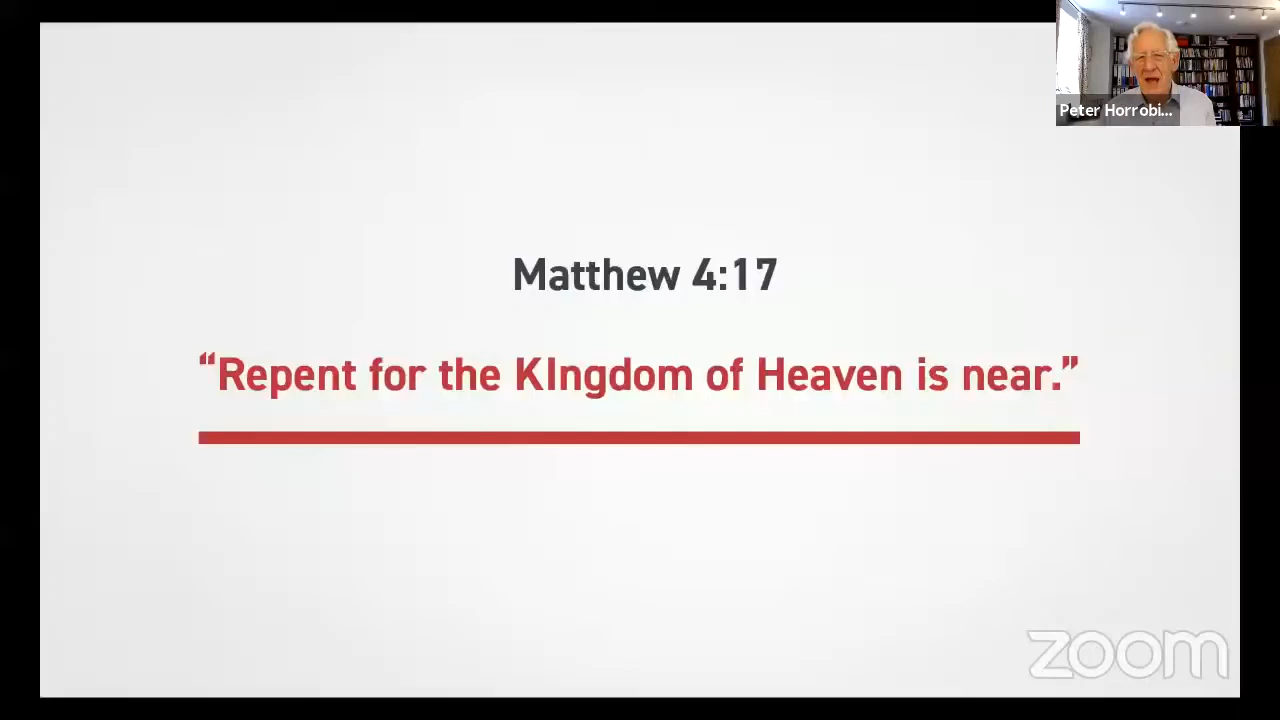 Peter Horrobi...
Matthew 4:17
“Repent for the KIngdom of Heaven is near.”
zoom